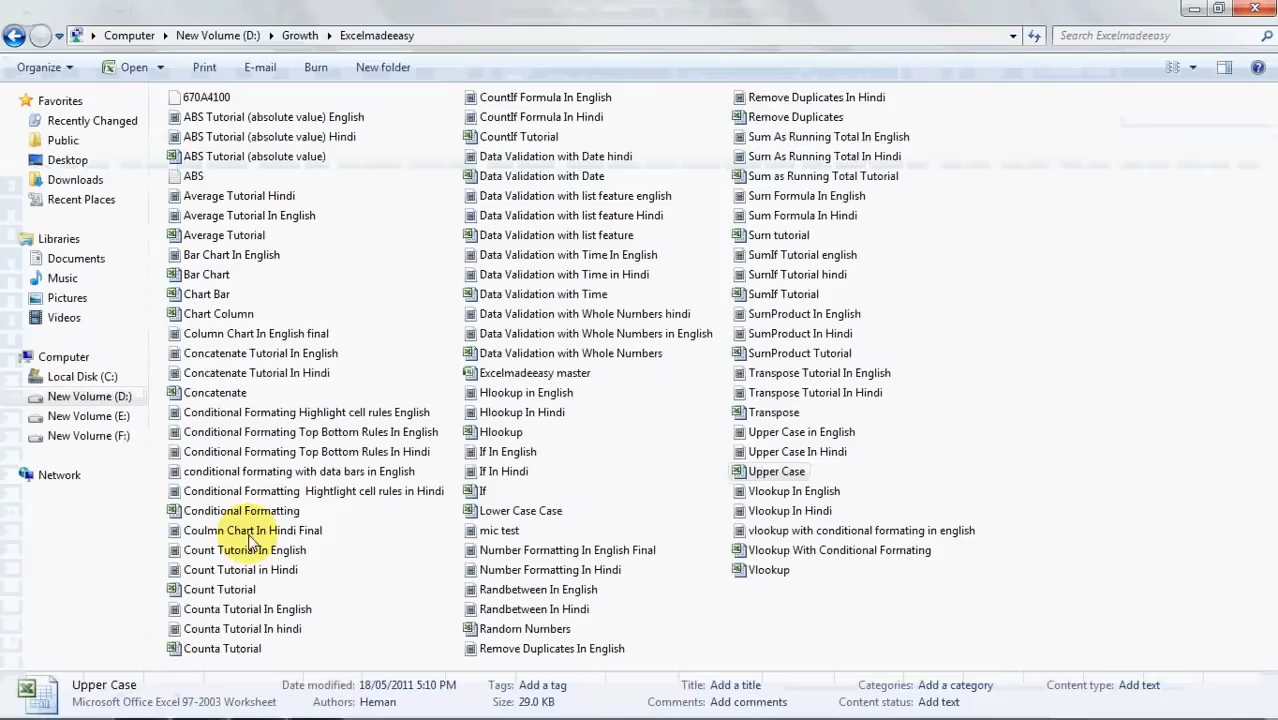 Computer New Volume (D:) Growth Excelmadeeasy
Search Excelmadeeasy
Organize Open Print E-mail Burn New folder
Favorites
Recently Changed
Public
Desktop
Downloads
Recent Places
Libraries
Documents
Music
Pictures
Videos
Computer
Local Disk (C:)
New Volume (D:)
New Volume (E:)
New Volume (F:)
Network
670A4100
ABS Tutorial (absolute value) English
ABS Tutorial (absolute value) Hindi
ABS Tutorial (absolute value)
ABS
Average Tutorial Hindi
Average Tutorial In English
Average Tutorial
Bar Chart In English
Bar Chart
Chart Bar
Chart Column
Column Chart In English final
Concatenate Tutorial In English
Concatenate Tutorial In Hindi
Concatenate
Conditional Formating Highlight cell rules English
Conditional Formating Top Bottom Rules In English
Conditional Formating Top Bottom Rules In Hindi
conditional formating with data bars in English
Conditional Formatting Hightlight cell rules in Hindi
Conditional Formatting
Coulmn Chart In Hindi Final
Count Tutorial In English
Count Tutorial in Hindi
Count Tutorial
Counta Tutorial In English
Counta Tutorial In hindi
Counta Tutorial
CountIf Formula In English
CountIf Formula In Hindi
CountIf Tutorial
Data Validation with Date hindi
Data Validation with Date
Data Validation with list feature english
Data Validation with list feature Hindi
Data Validation with list feature
Data Validation with Time In English
Data Validation with Time in Hindi
Data Validation with Time
Data Validation with Whole Numbers hindi
Data Validation with Whole Numbers in English
Data Validation with Whole Numbers
Excelmadeeasy master
Hlookup in English
Hlookup In Hindi
Hlookup
If In English
If In Hindi
If
Lower Case Case
mic test
Number Formatting In English Final
Number Formatting In Hindi
Randbetween In English
Randbetween In Hindi
Random Numbers
Remove Duplicates In English
Remove Duplicates In Hindi
Remove Duplicates
Sum As Running Total In English
Sum As Running Total In Hindi
Sum as Running Total Tutorial
Sum Formula In English
Sum Formula In Hindi
Sum tutorial
SumIf Tutorial english
SumIf Tutorial hindi
SumIf Tutorial
SumProduct In English
SumProduct In Hindi
SumProduct Tutorial
Transpose Tutorial In English
Transpose Tutorial In Hindi
Transpose
Upper Case in English
Upper Case In Hindi
Upper Case
Vlookup In English
Vlookup In Hindi
vlookup with conditional formating in english
Vlookup With Conditional Formating
Vlookup
Upper Case Date modified: 18/05/2011 5:10 PM Tags: Add a tag Title: Add a title Categories: Add a category Content type: Add text
Microsoft Office Excel 97-2003 Worksheet Authors: Heman Size: 29.0 KB Comments: Add comments Content status: Add text